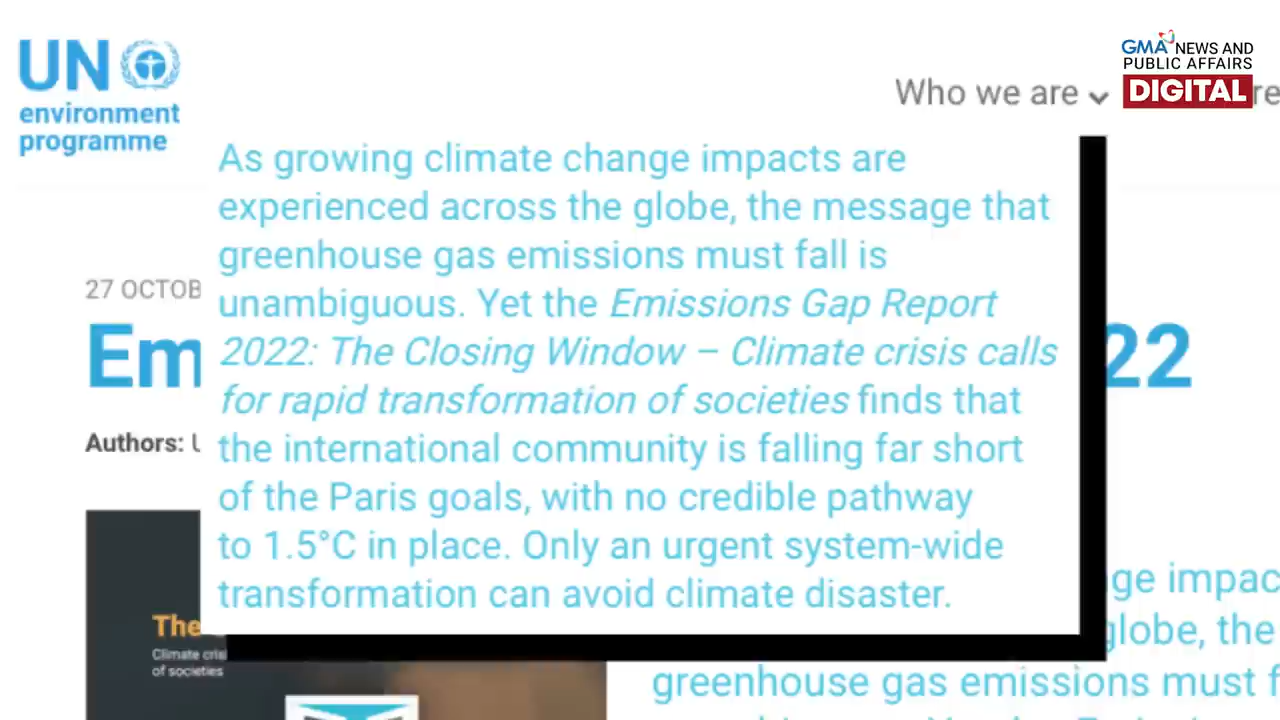 UN
environment
programme
GMA NEWS AND
PUBLIC AFFAIRS
DIGITAL
Who we are
As growing climate change impacts are
experienced across the globe, the message that
greenhouse gas emissions must fall is
unambiguous. Yet the Emissions Gap Report
2022: The Closing Window – Climate crisis calls
for rapid transformation of societies finds that
the international community is falling far short
of the Paris goals, with no credible pathway
to 1.5°C in place. Only an urgent system-wide
transformation can avoid climate disaster.
27 OCTOB
Em 22
Authors:
The
Climate
of societies
globe, the
greenhouse gas emissions must